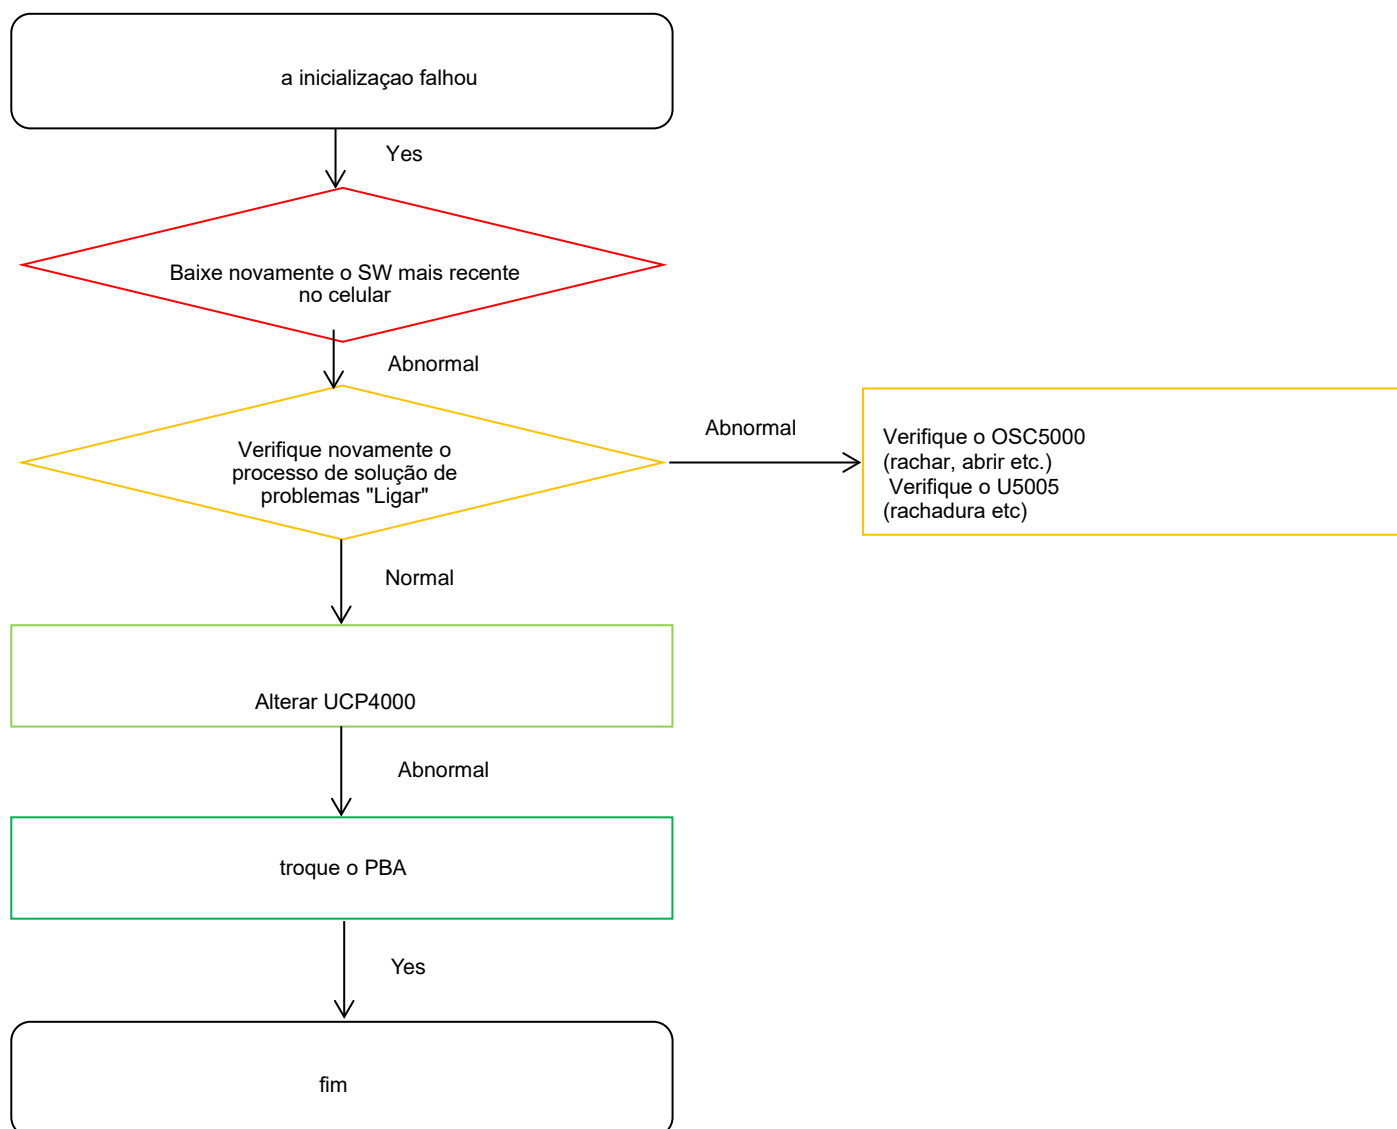 a inicializaçao falhou
Yes
Baixe novamente o SW mais recente
no celular
Abnormal
Verifique novamente o
processo de solução de
problemas "Ligar"
Abnormal
Verifique o OSC5000
(rachar, abrir etc.)
Verifique o U5005
(rachadura etc)
Normal
Alterar UCP4000
Abnormal
troque o PBA
Yes
fim